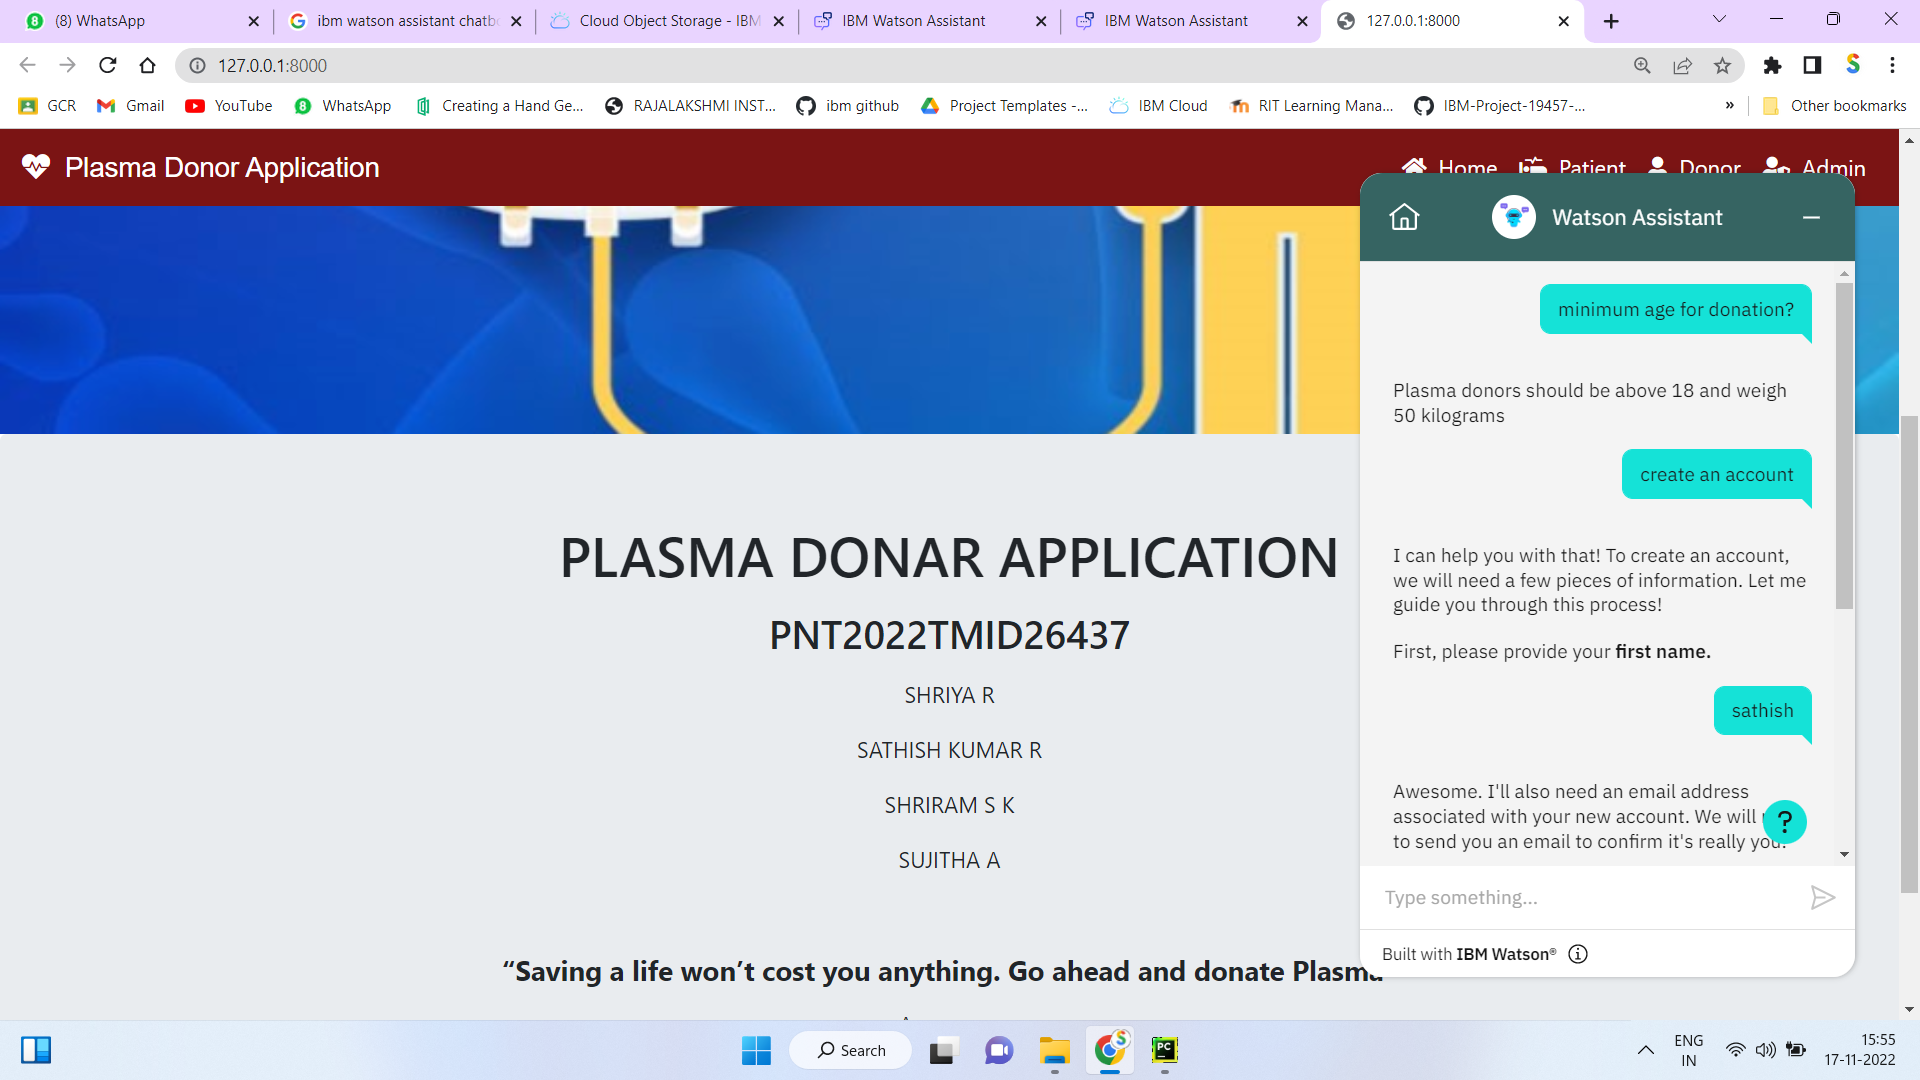 (8) WhatsApp
ibm watson assistant chatb
Cloud Object Storage - IBM
IBM Watson Assistant
IBM Watson Assistant
127.0.0.1:8000
127.0.0.1:8000
GCR
Gmail
YouTube
WhatsApp
Creating a Hand Ge...
RAJALAKSHMI INST...
ibm github
Project Templates -...
IBM Cloud
RIT Learning Mana...
IBM-Project-19457-...
»
Other bookmarks
Plasma Donor Application
Home
Patient
Donor
Admin
PLASMA DONAR APPLICATION
PNT2022TMID26437
SHRIYA R
SATHISH KUMAR R
SHRIRAM S K
SUJITHA A
“Saving a life won’t cost you anything. Go ahead and donate Plasma
Watson Assistant
minimum age for donation?
Plasma donors should be above 18 and weigh
50 kilograms
create an account
I can help you with that! To create an account,
we will need a few pieces of information. Let me
guide you through this process!
First, please provide your first name.
sathish
Awesome. I'll also need an email address
associated with your new account. We will
to send you an email to confirm it's really you.
?
Type something...
Built with IBM Watson®
Search
PC
ENG
IN
15:55
17-11-2022